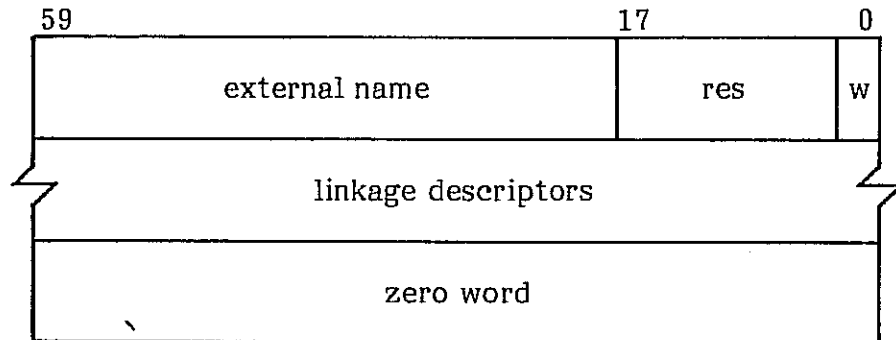 59 17 0
external name res w
linkage descriptors
zero word